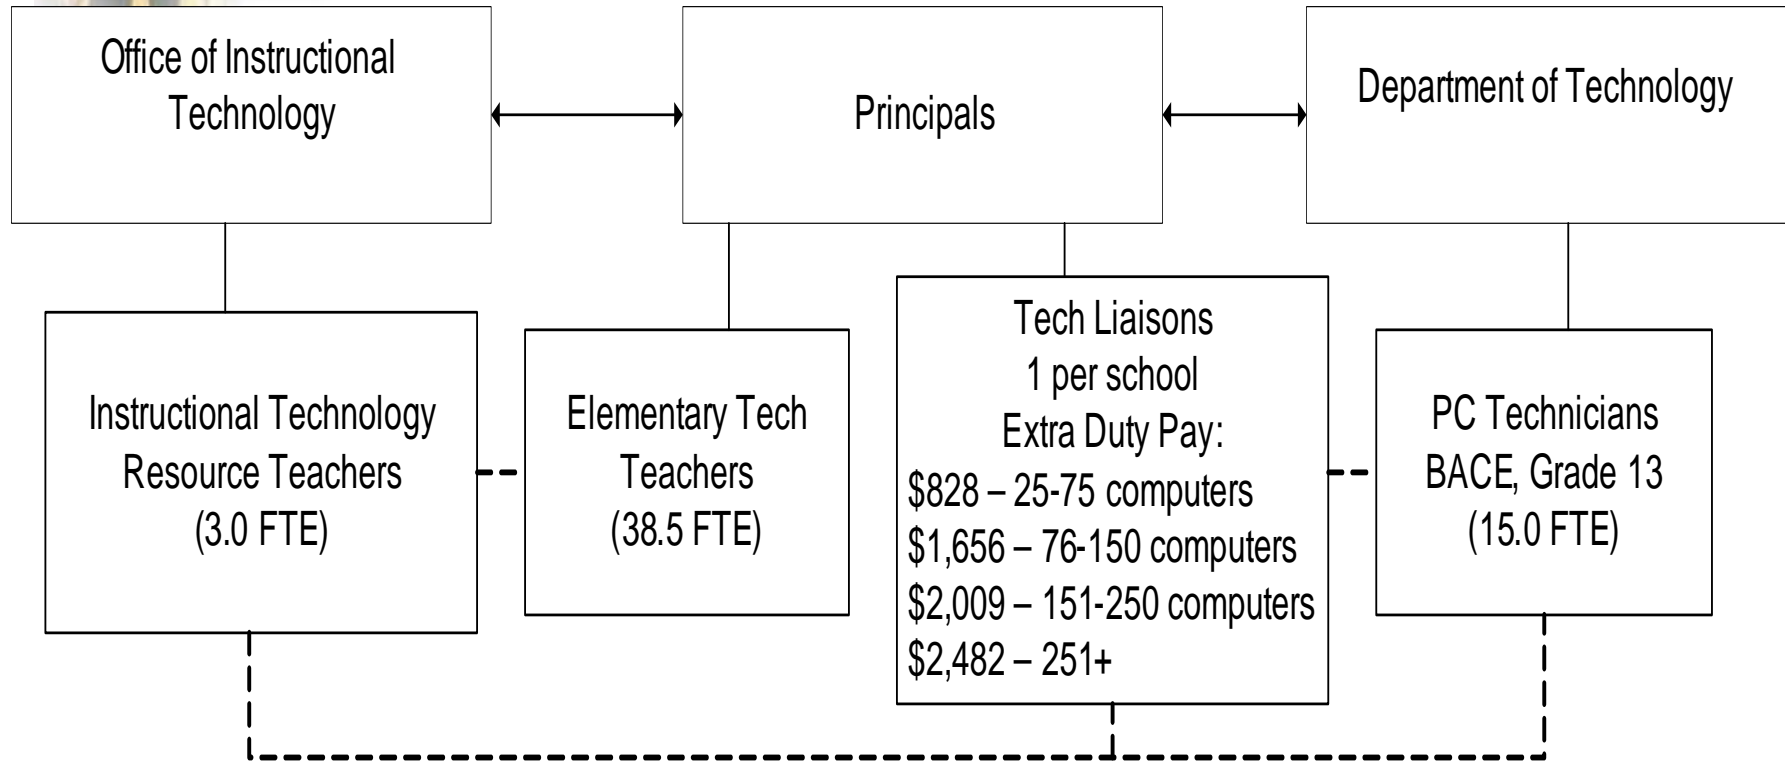 Office of Instructional
Technology
Principals
Department of Technology
Instructional Technology
Resource Teachers
(3.0 FTE)
Elementary Tech
Teachers
(38.5 FTE)
Tech Liaisons
1 per school
Extra Duty Pay:
$828 – 25-75 computers
$1,656 – 76-150 computers
$2,009 – 151-250 computers
$2,482 – 251+
PC Technicians
BACE, Grade 13
(15.0 FTE)